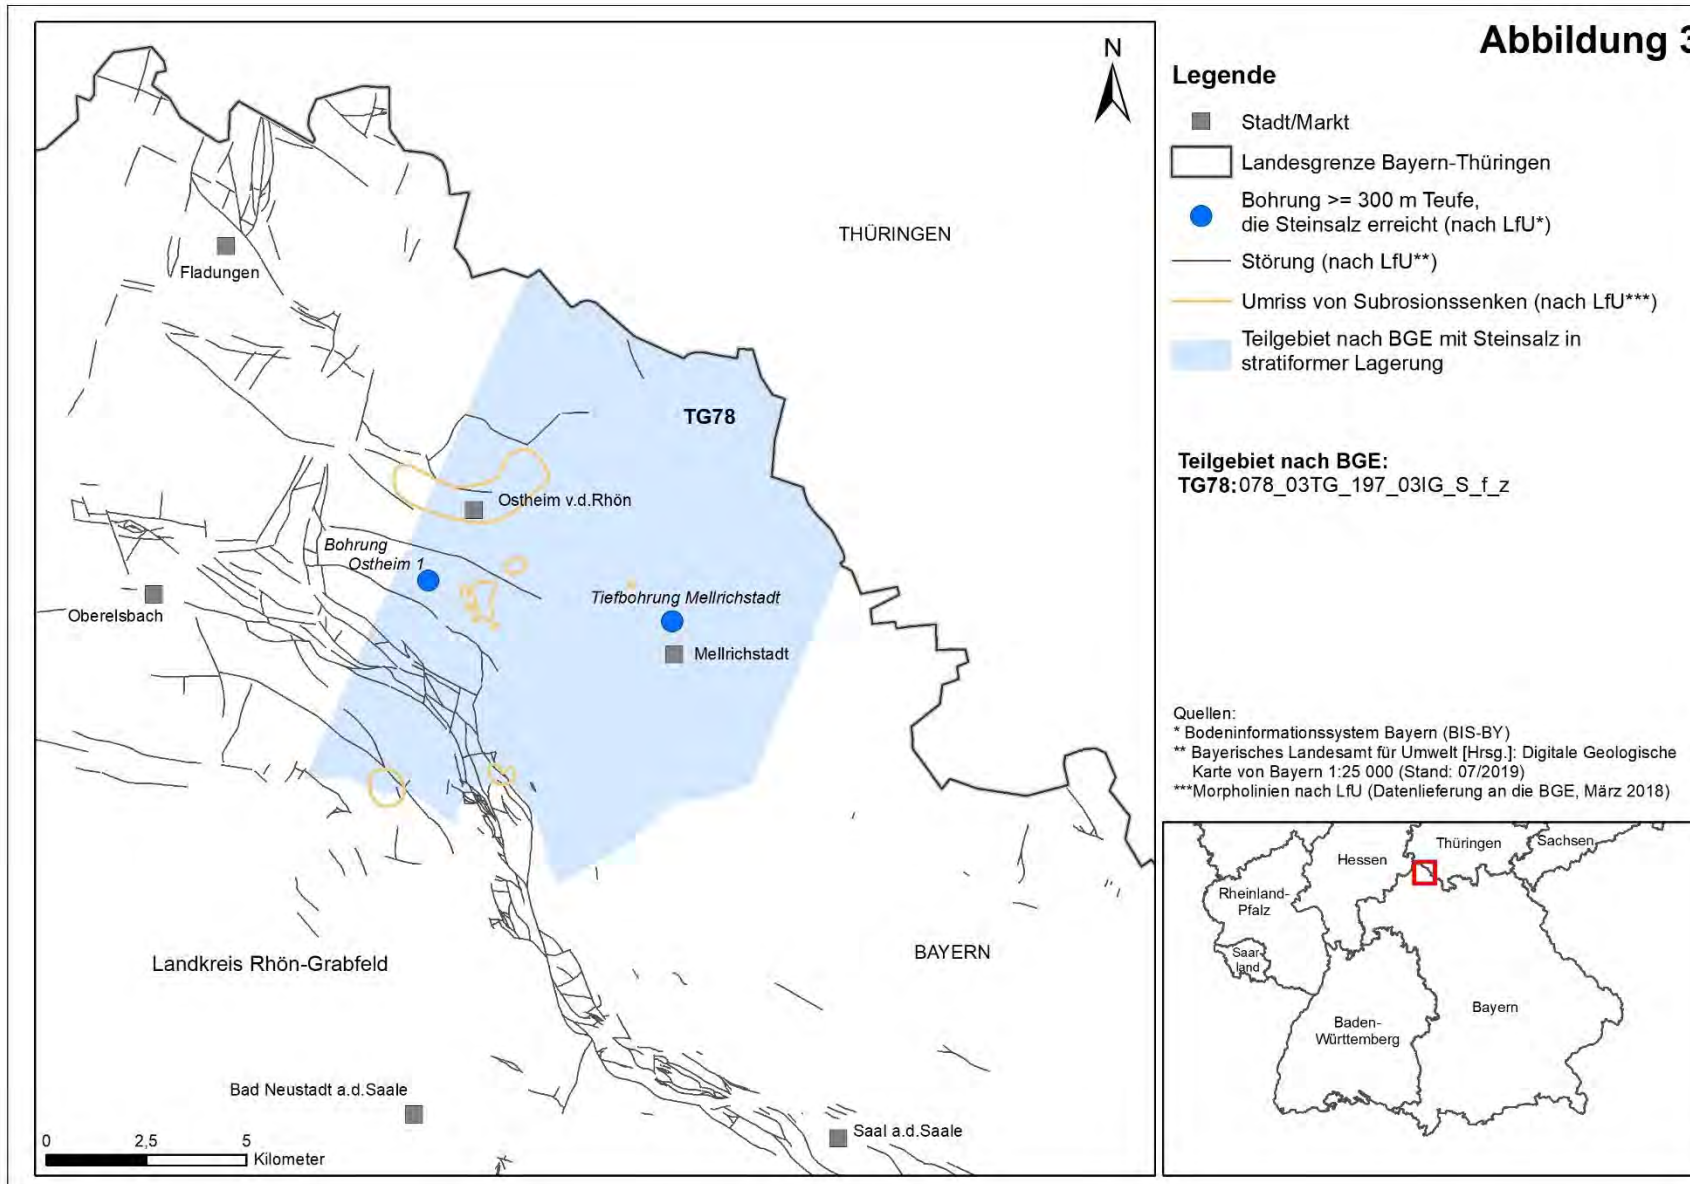 Abbildung 3
N
Legende
Stadt/Markt
Landesgrenze Bayern-Thüringen
Bohrung >= 300 m Teufe,
die Steinsalz erreicht (nach LfU*)
Störung (nach LfU**)
Umriss von Subrosionssenken (nach LfU***)
Teilgebiet nach BGE mit Steinsalz in
stratiformer Lagerung
Teilgebiet nach BGE:
TG78: 078_03TG_197_03IG_S_f_z
THÜRINGEN
Fladungen
TG78
Ostheim v.d.Rhön
Bohrung
Ostheim 1
Tiefbohrung Mellrichstadt
Oberelsbach
Mellrichstadt
BAYERN
Landkreis Rhön-Grabfeld
Bad Neustadt a.d.Saale
Saal a.d.Saale
0 2,5 5
Kilometer
Quellen:
* Bodeninformationssystem Bayern (BIS-BY)
** Bayerisches Landesamt für Umwelt [Hrsg.]: Digitale Geologische
Karte von Bayern 1:25 000 (Stand: 07/2019)
***Morpholinien nach LfU (Datenlieferung an die BGE, März 2018)
Thüringen
Sachsen
Hessen
Rheinland-
Pfalz
Saar-
land
Bayern
Baden-
Württemberg